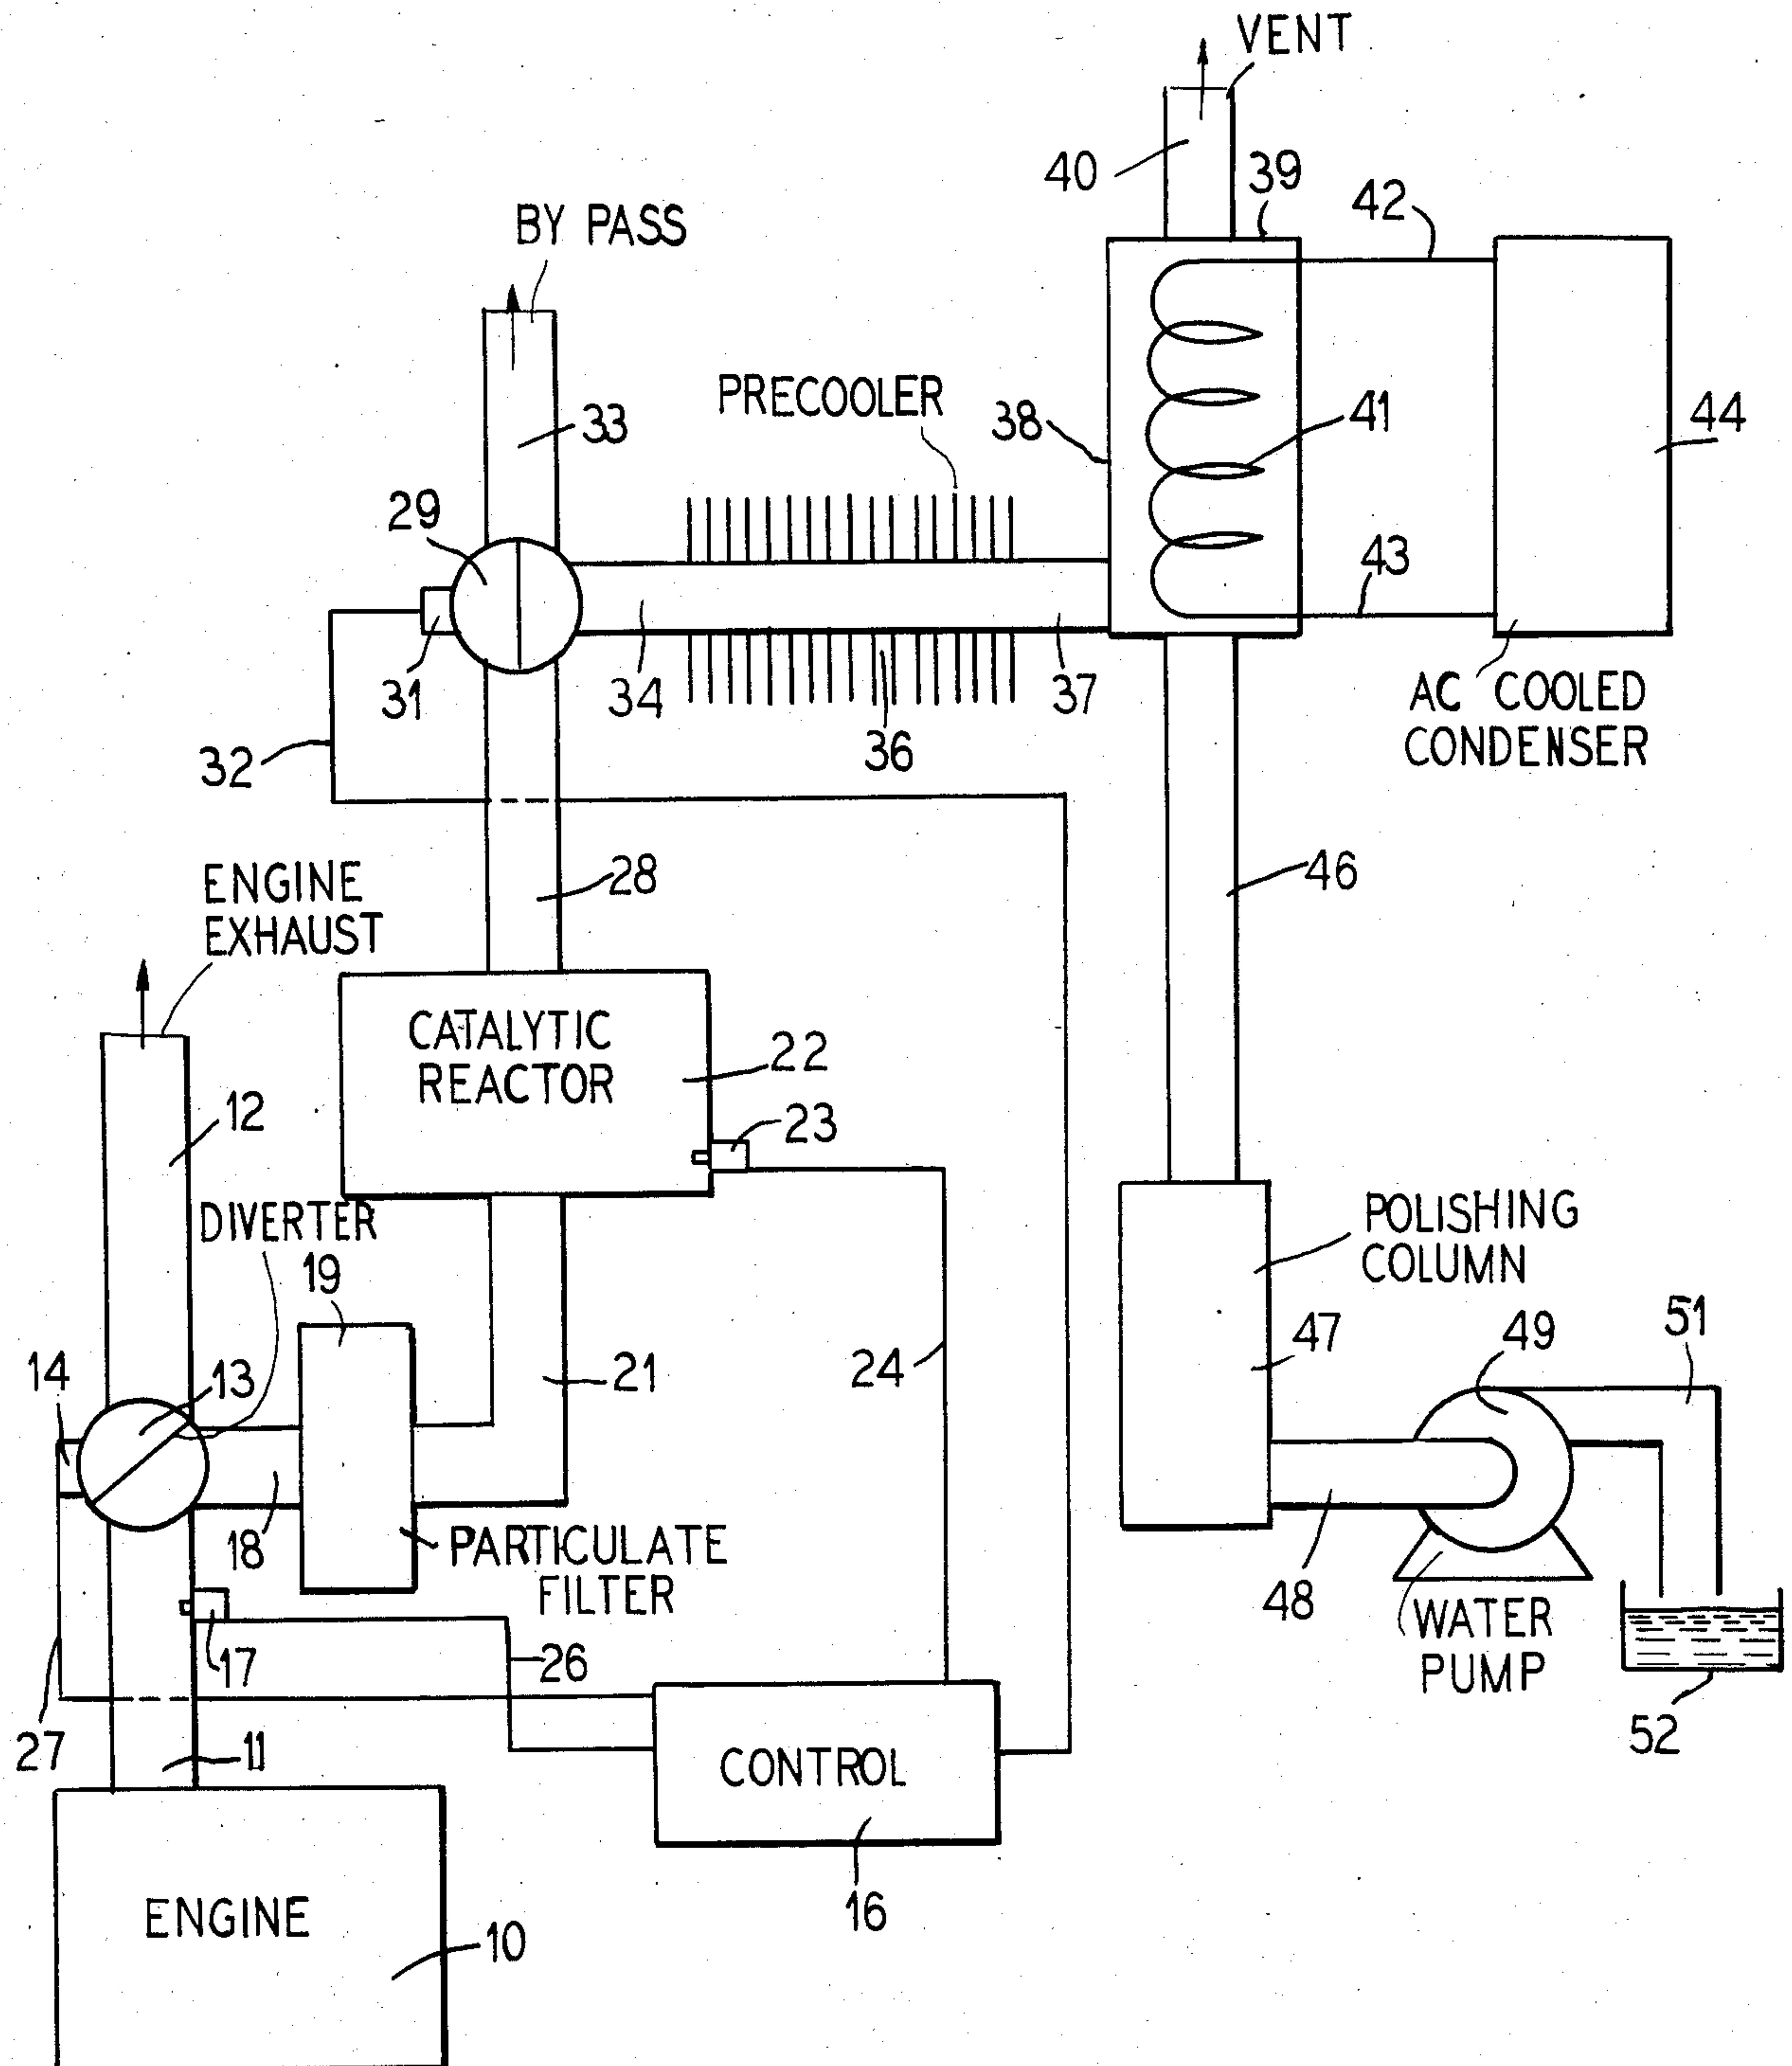 VENT
40
39
42
BY PASS
PRECOOLER
33
38
41
44
29
43
31
34
37
AC COOLED
CONDENSER
32
36
28
46
ENGINE
EXHAUST
CATALYTIC
REACTOR
22
12
23
DIVERTER
POLISHING
COLUMN
19
14
13
21
24
47
49
51
18
PARTICULATE
FILTER
48
WATER
PUMP
17
26
52
27
11
CONTROL
16
ENGINE
10